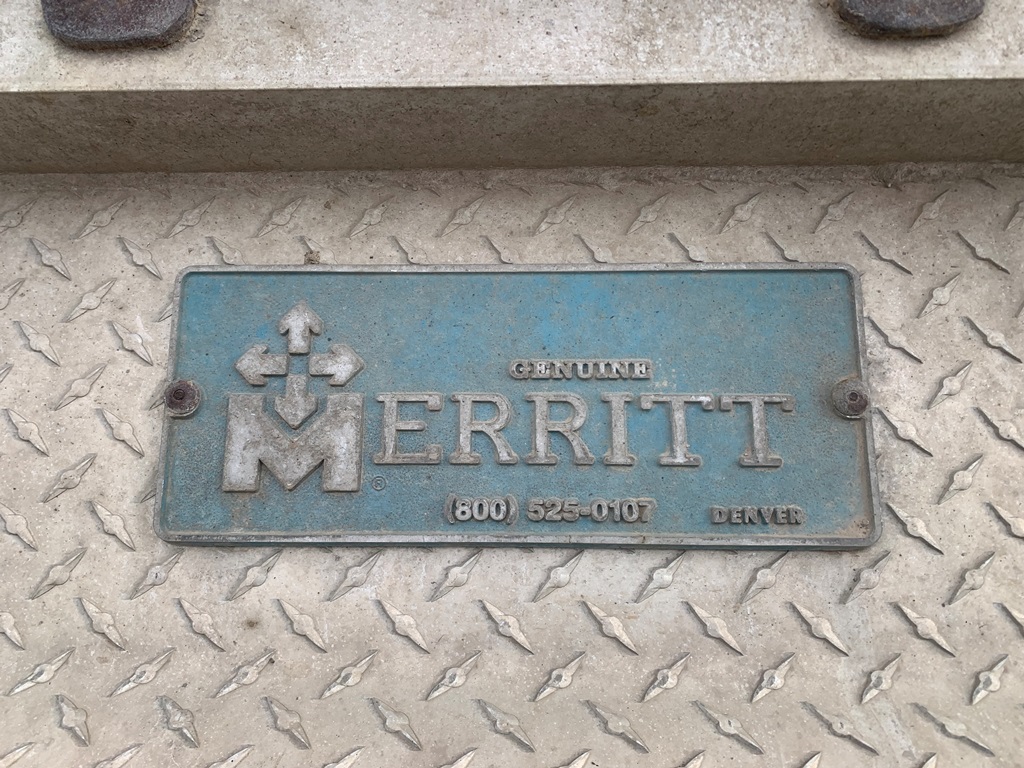 GENUINE
MERRITT®
(800) 525-0107 DENVER